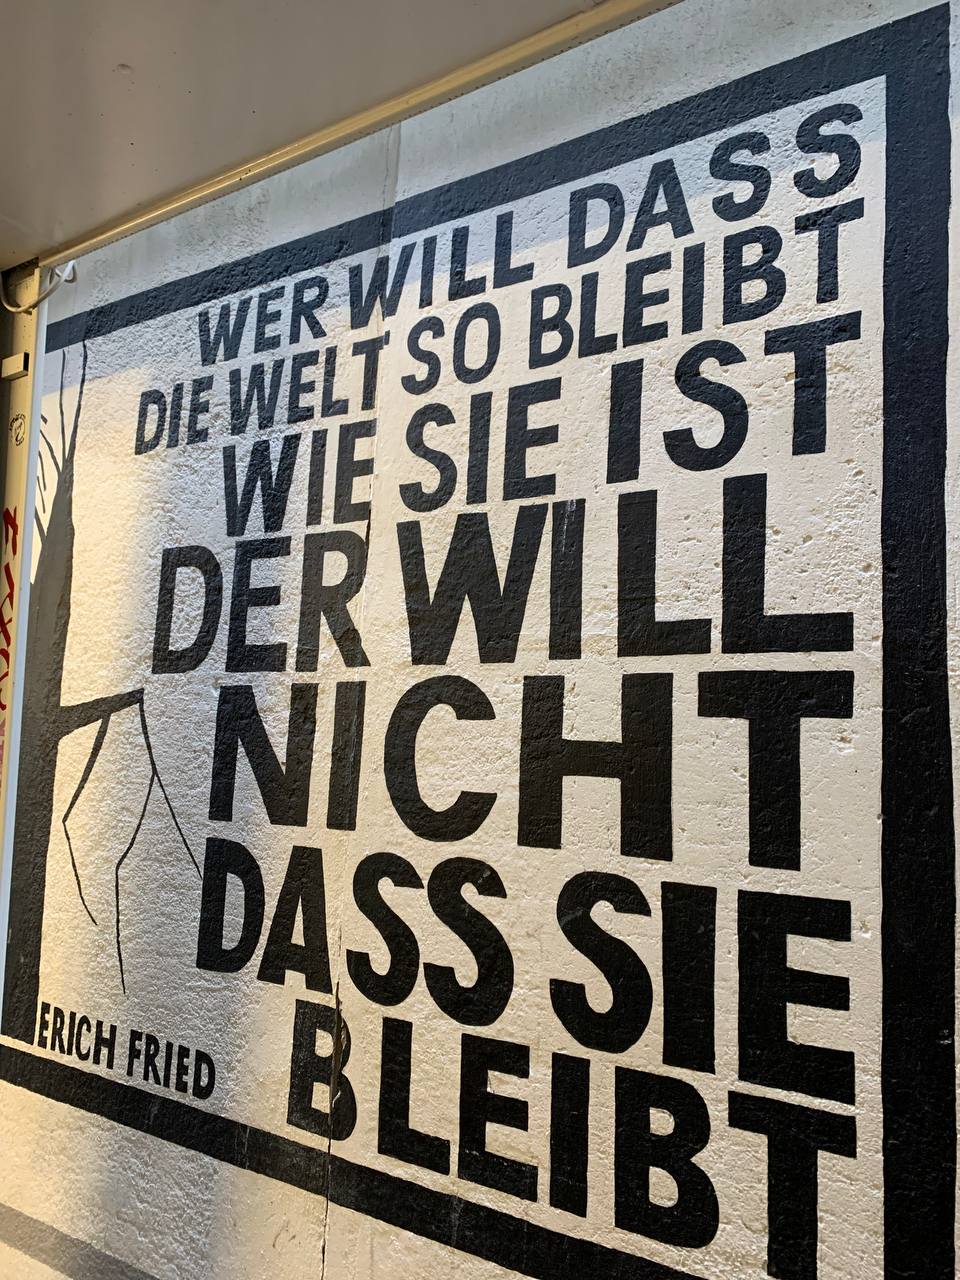 WER WILL DASS
DIE WELT SO BLEIBT
WIE SIE IST
DER WILL
NICHT
DASS SIE
BLEIBT
ERICH FRIED